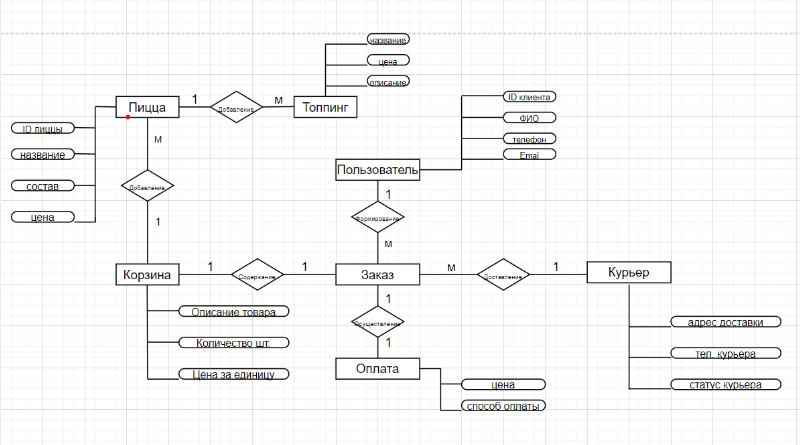 название
цена
описание
1
Добавление
м
Пицца
Топпинг
ID клиента
ФИО
телефон
Emai
ID пиццы
название
состав
цена
м
Добавление
1
Пользователь
1
Формирование
м
Корзина
1
Содержание
1
Заказ
м
Доставление
1
Курьер
Описание товара
Количество шт.
Цена за единицу
1
Осуществление
1
Оплата
цена
способ оплаты
адрес доставки
тел. курьера
статус курьера